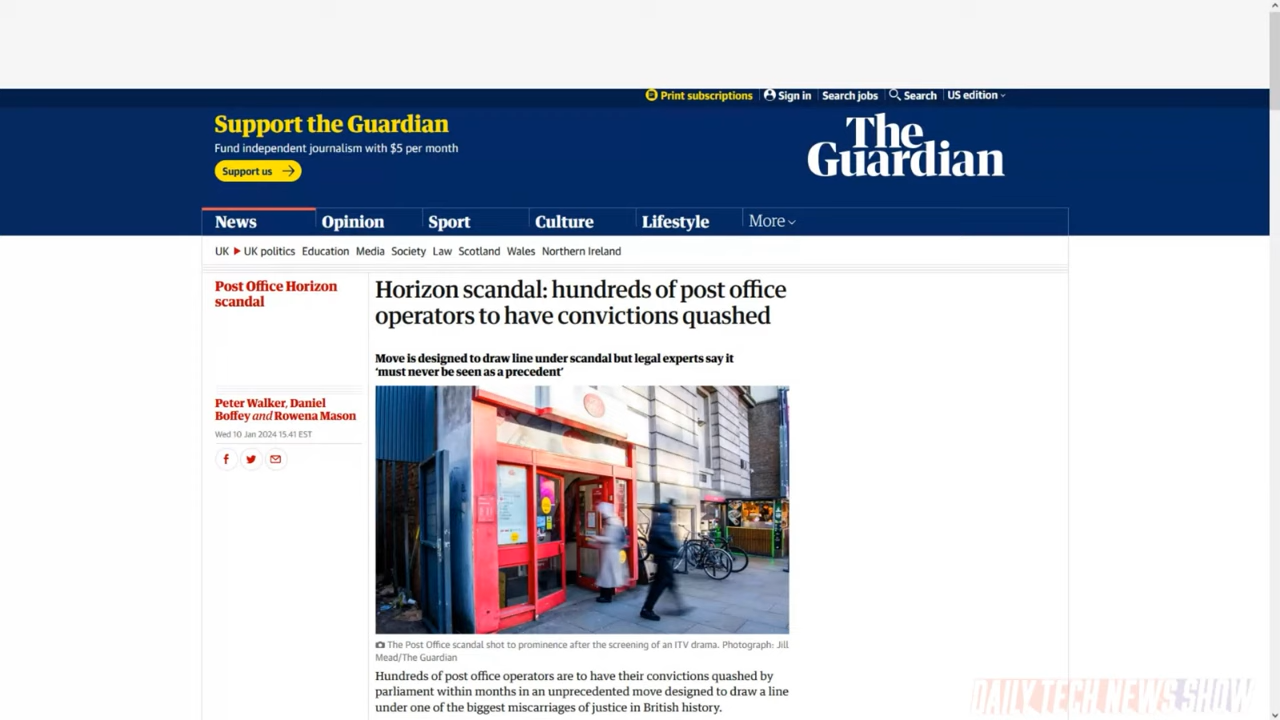 Print subscriptions Sign in Search jobs Search US edition
Support the Guardian
Fund independent journalism with $5 per month
Support us
The
Guardian
News Opinion Sport Culture Lifestyle More
UK UK politics Education Media Society Law Scotland Wales Northern Ireland
Post Office Horizon
scandal
Horizon scandal: hundreds of post office
operators to have convictions quashed
Move is designed to draw line under scandal but legal experts say it
‘must never be seen as a precedent’
Peter Walker, Daniel
Boffey and Rowena Mason
Wed 10 Jan 2024 15.41 EST
The Post Office scandal shot to prominence after the screening of an ITV drama. Photograph: Jill
Mead/The Guardian
Hundreds of post office operators are to have their convictions quashed by
parliament within months in an unprecedented move designed to draw a line
under one of the biggest miscarriages of justice in British history.
DAILY TECH NEWS SHOW